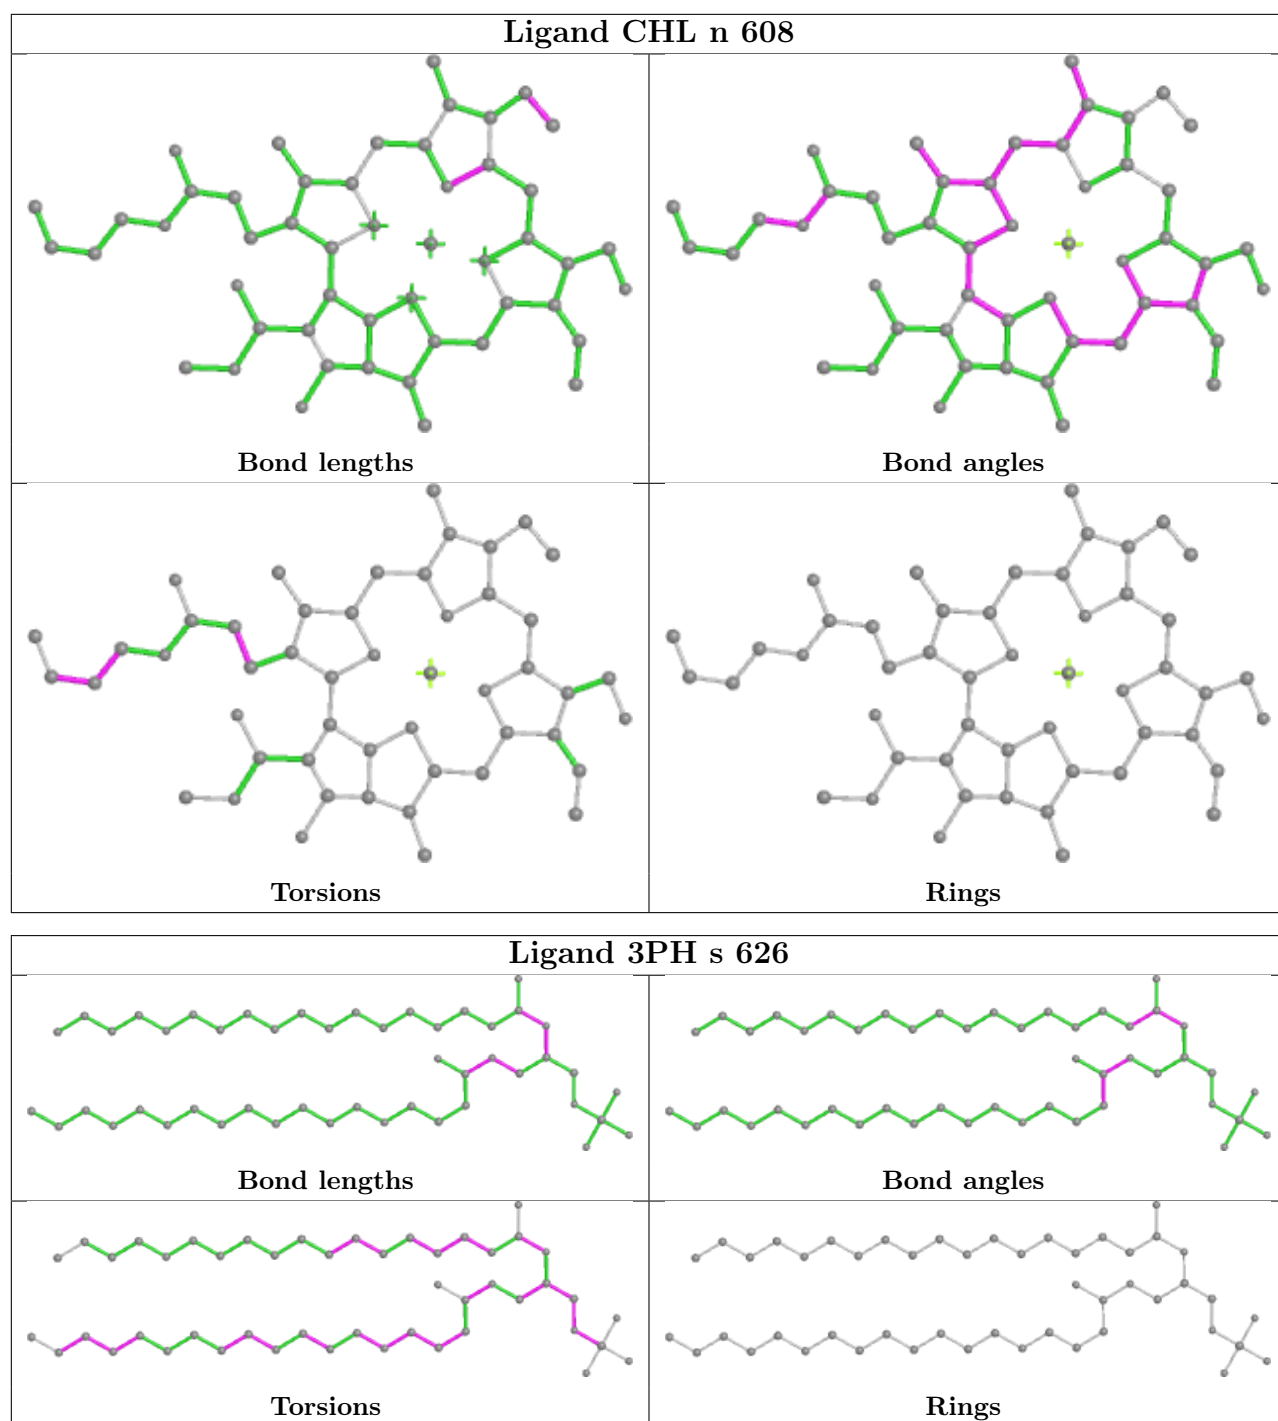 Ligand CHL n 608
Bond lengths
Bond angles
Torsions
Rings
Ligand 3PH s 626
Bond lengths
Bond angles
Torsions
Rings